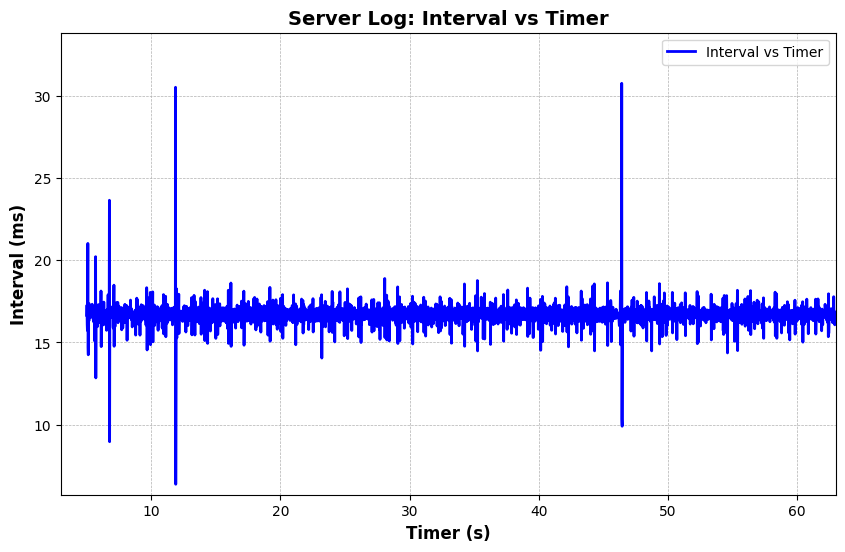 Server Log: Interval vs Timer
Interval vs Timer
30
25
20
15
10
Interval (ms)
10 20 30 40 50 60
Timer (s)